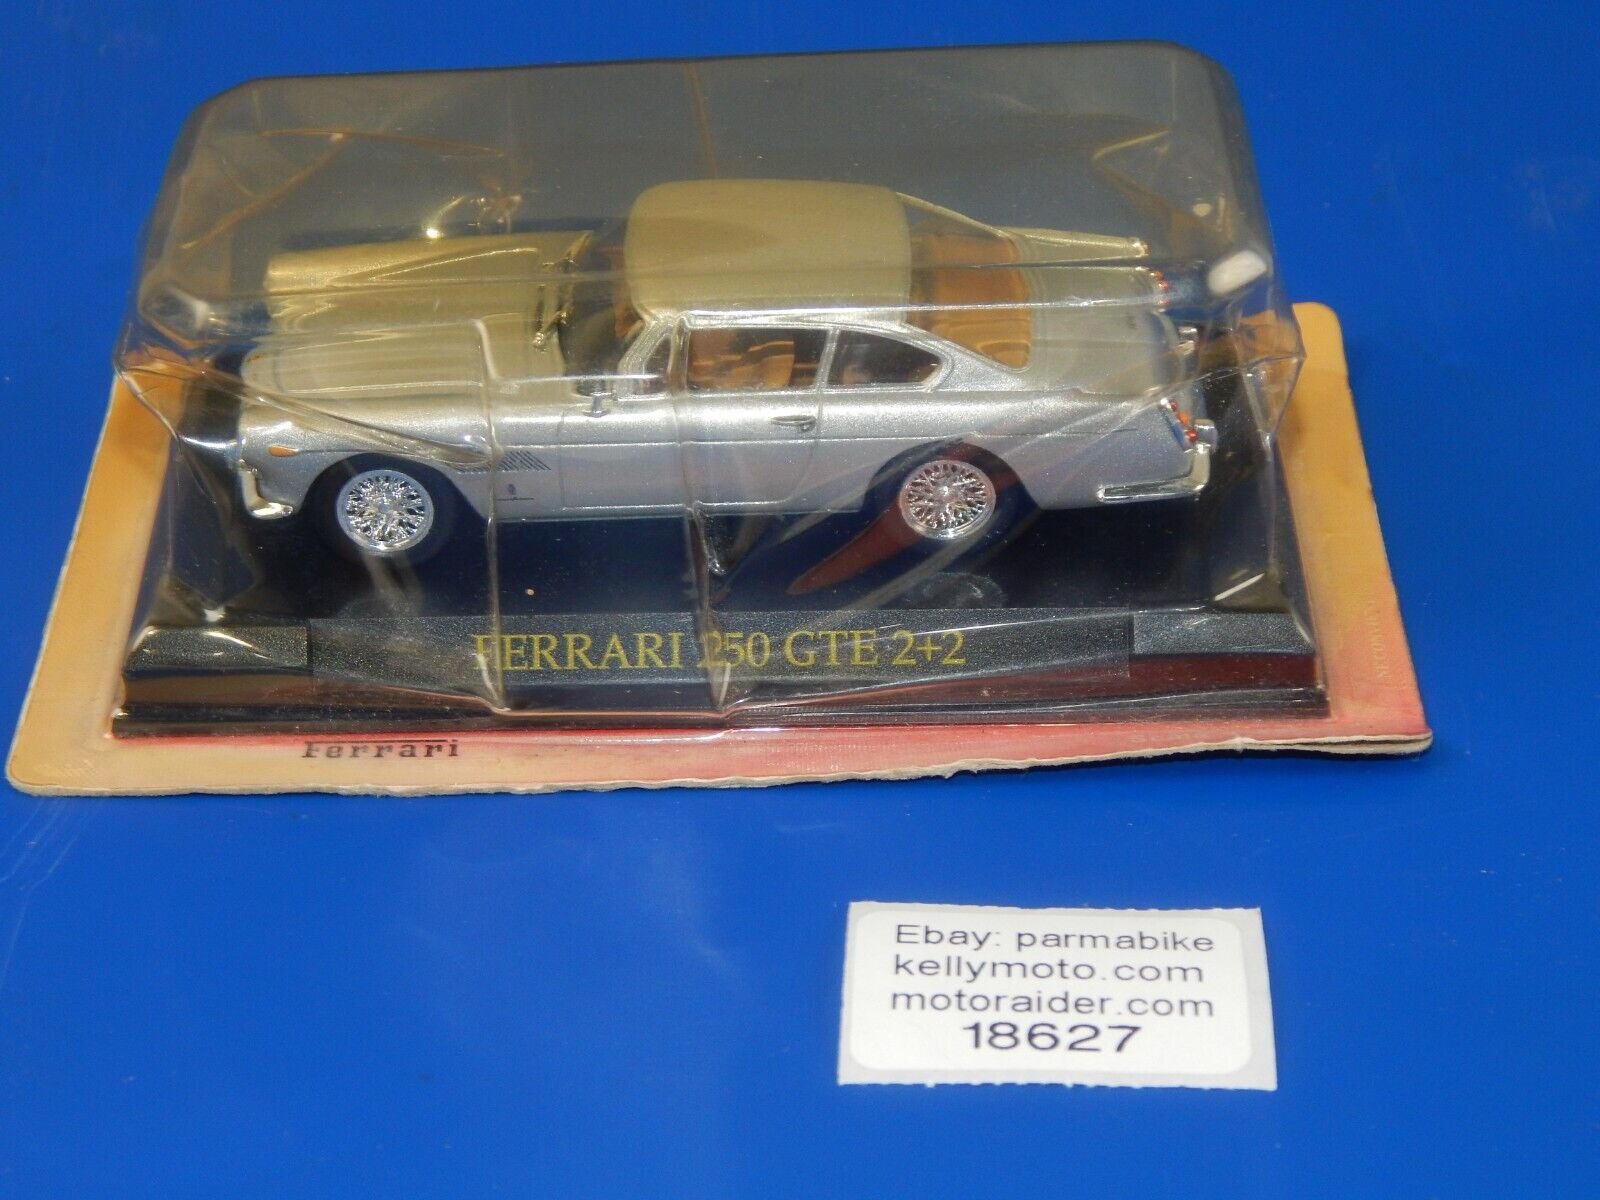 FERRARI 250 GTE 2+2
Ferrari
Ebay: parmabike
kellymoto.com
motoraider.com
18627